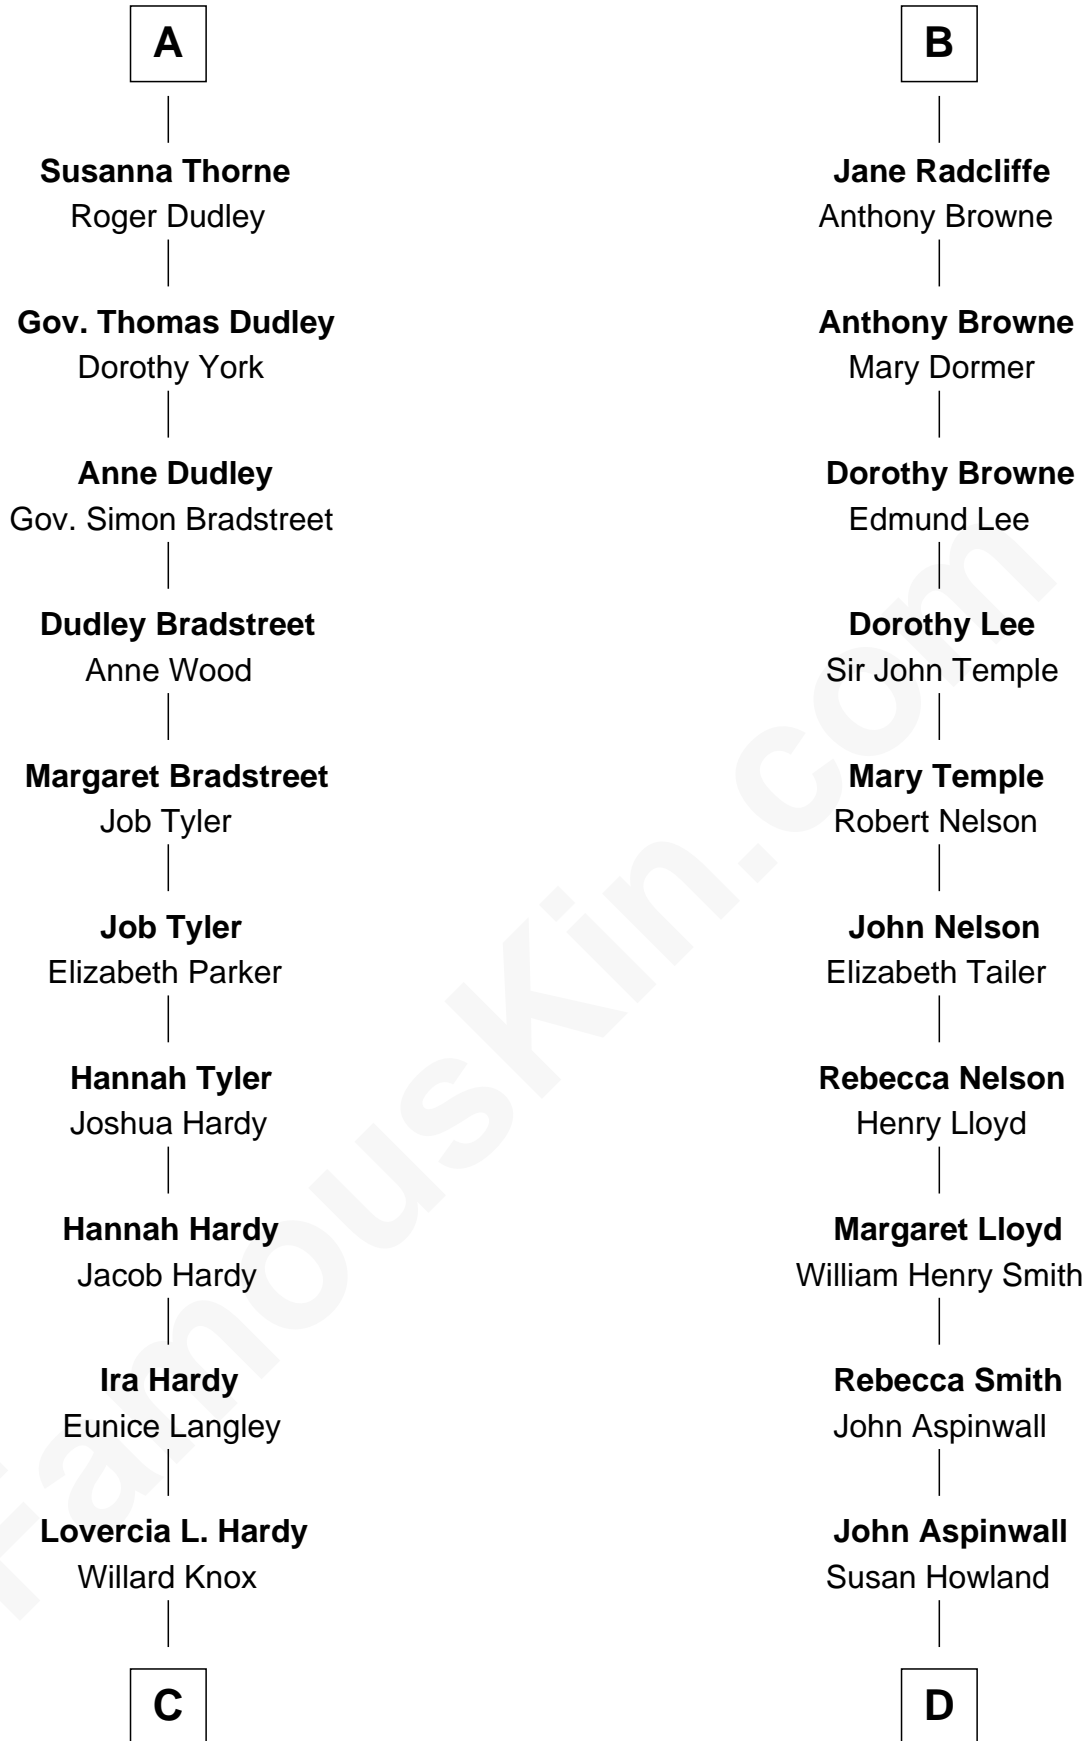 A
B
Susanna Thorne
Roger Dudley
Jane Radcliffe
Anthony Browne
Gov. Thomas Dudley
Dorothy York
Anthony Browne
Mary Dormer
Anne Dudley
Gov. Simon Bradstreet
Dorothy Browne
Edmund Lee
Dudley Bradstreet
Anne Wood
Dorothy Lee
Sir John Temple
Margaret Bradstreet
Job Tyler
Mary Temple
Robert Nelson
Job Tyler
Elizabeth Parker
John Nelson
Elizabeth Tailer
Hannah Tyler
Joshua Hardy
Rebecca Nelson
Henry Lloyd
Hannah Hardy
Jacob Hardy
Margaret Lloyd
William Henry Smith
Ira Hardy
Eunice Langley
Rebecca Smith
John Aspinwall
Lovercia L. Hardy
Willard Knox
John Aspinwall
Susan Howland
C
D
FamousKin.com